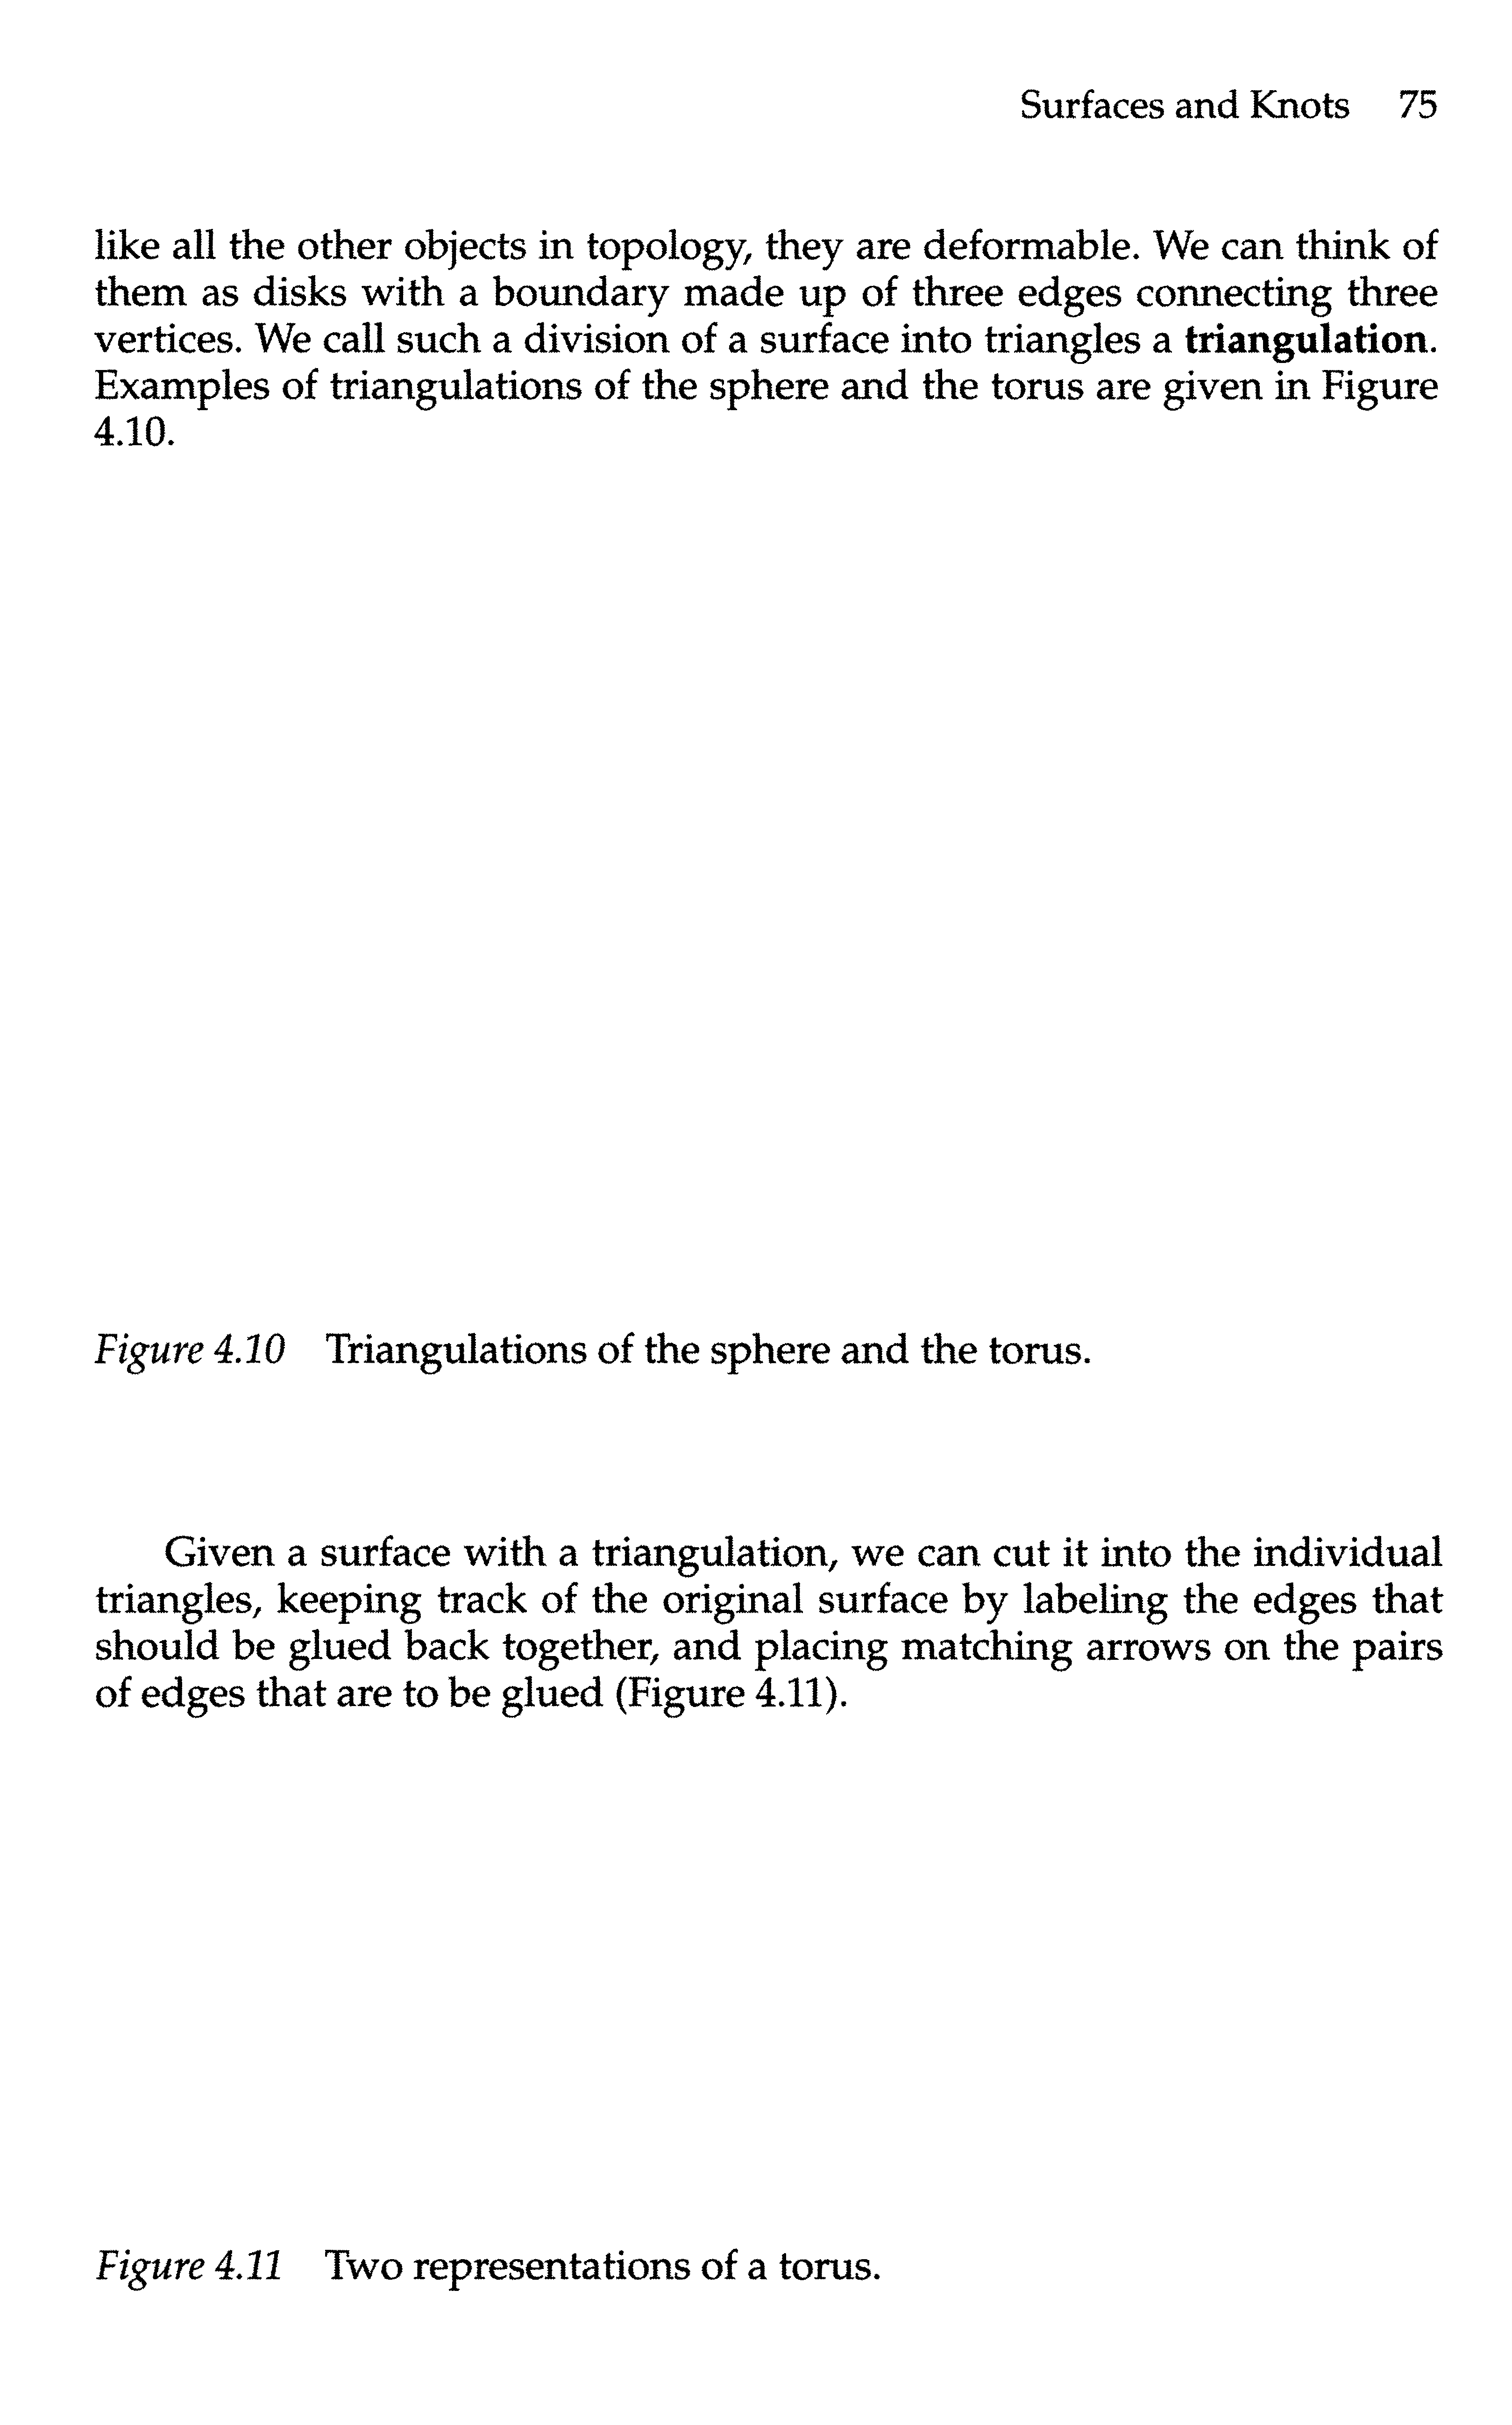 Surfaces and Knots 75
like all the other objects in topology, they are deformable. We can think of
them as disks with a boundary made up of three edges connecting three
vertices. We call such a division of a surface into triangles a triangulation.
Examples of triangulations of the sphere and the torus are given in Figure
4.10.
Figure 4.10 Triangulations of the sphere and the torus.
Given a surface with a triangulation, we can cut it into the individual
triangles, keeping track of the original surface by labeling the edges that
should be glued back together, and placing matching arrows on the pairs
of edges that are to be glued (Figure 4.11).
Figure 4.11 Two representations of a torus.